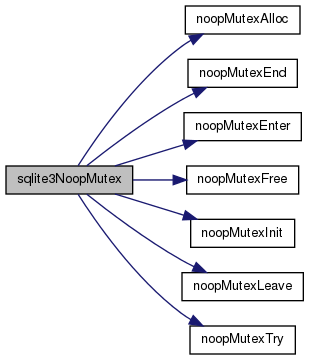 noopMutexAlloc
noopMutexEnd
noopMutexEnter
sqlite3NoopMutex
noopMutexFree
noopMutexInit
noopMutexLeave
noopMutexTry